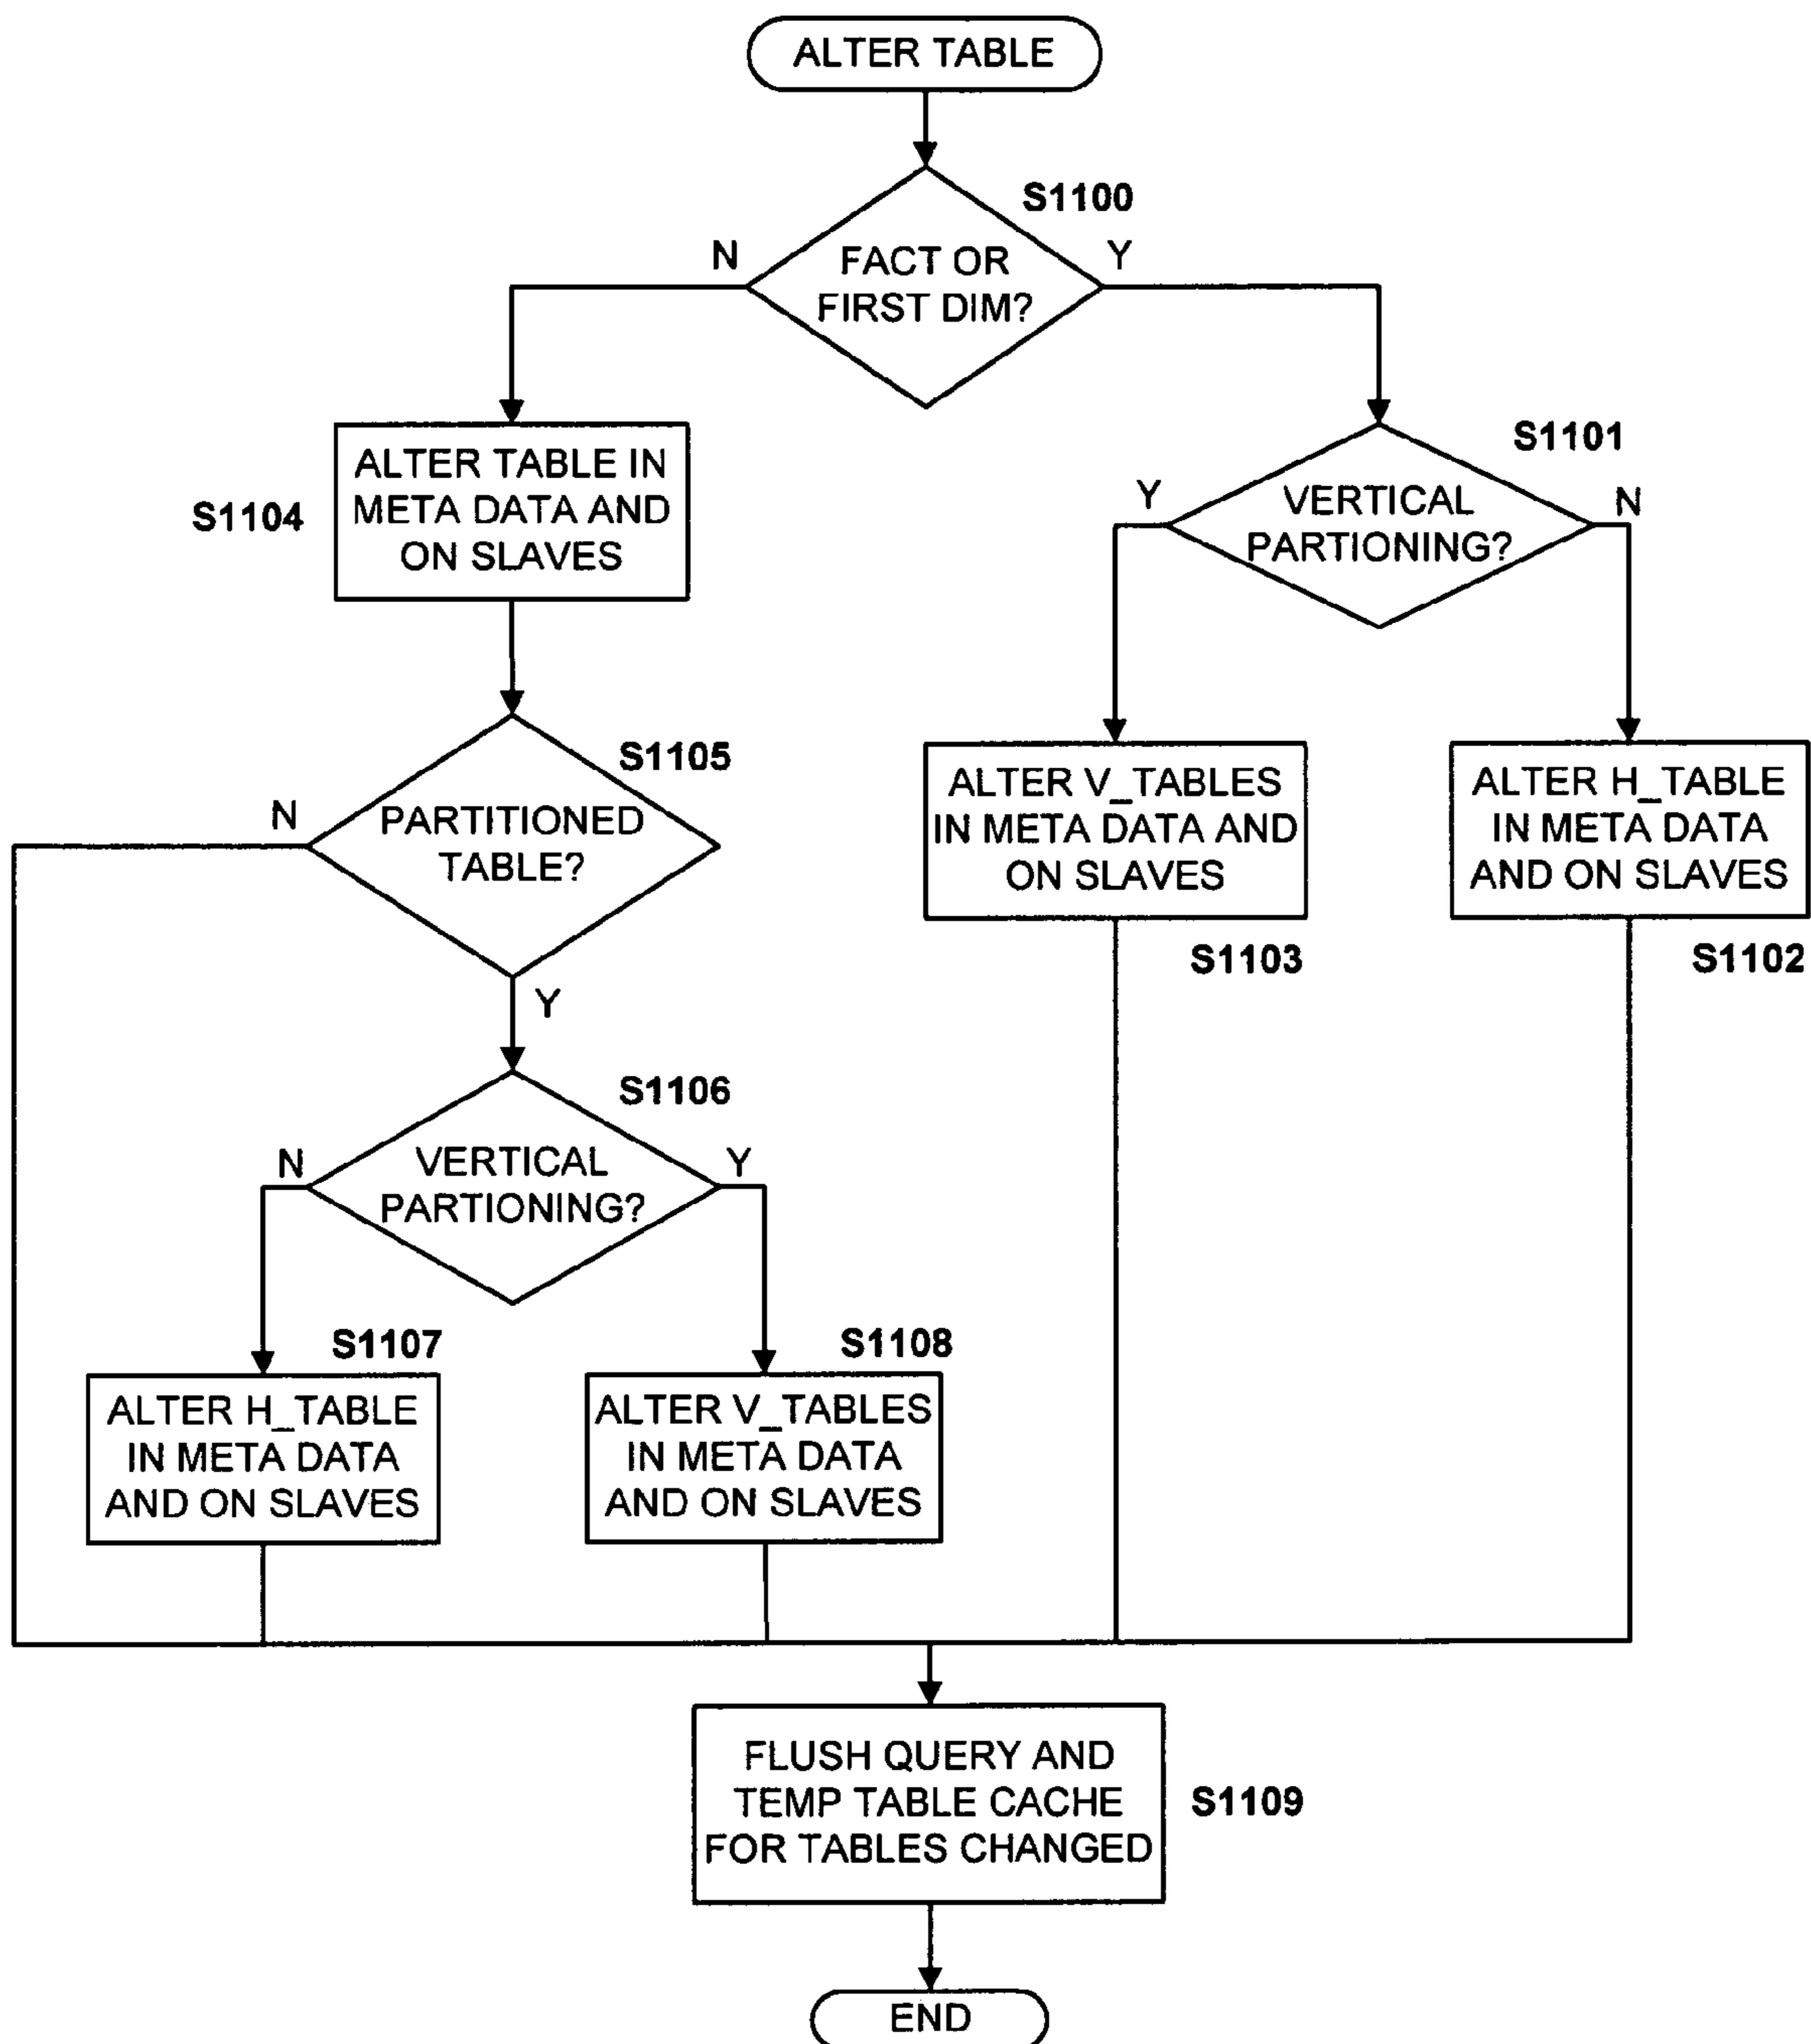 ALTER TABLE
S1100
N
Y
FACT OR
FIRST DIM?
S1101
ALTER TABLE IN
META DATA AND
ON SLAVES
S1104
Y
N
VERTICAL
PARTIONING?
S1105
N
PARTITIONED
TABLE?
Y
ALTER V_TABLES
IN META DATA AND
ON SLAVES
S1103
ALTER H_TABLE
IN META DATA
AND ON SLAVES
S1102
S1106
N
Y
VERTICAL
PARTIONING?
S1107
ALTER H_TABLE
IN META DATA
AND ON SLAVES
S1108
ALTER V_TABLES
IN META DATA
AND ON SLAVES
FLUSH QUERY AND
TEMP TABLE CACHE
FOR TABLES CHANGED
S1109
END